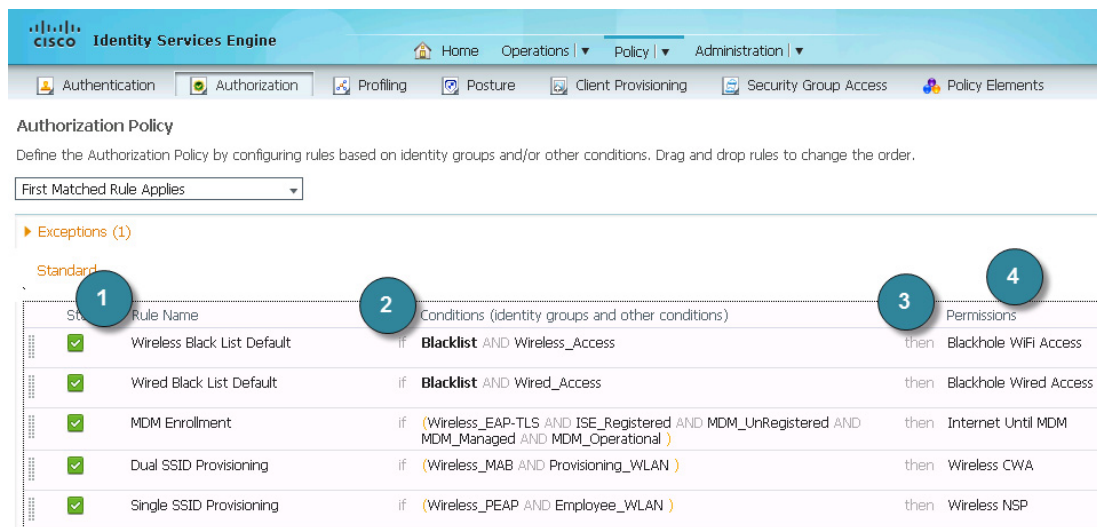 cisco Identity Services Engine
Home Operations | ▼ Policy | ▼ Administration | ▼
Authentication Authorization Profiling Posture Client Provisioning Security Group Access Policy Elements
Authorization Policy
Define the Authorization Policy by configuring rules based on identity groups and/or other conditions. Drag and drop rules to change the order.
First Matched Rule Applies
Exceptions (1)
Standard
1 2 3 4
Rule Name Conditions (identity groups and other conditions) Permissions
Wireless Black List Default if Blacklist AND Wireless_Access then Blackhole WiFi Access
Wired Black List Default if Blacklist AND Wired_Access then Blackhole Wired Access
MDM Enrollment if (Wireless_EAP-TLS AND ISE_Registered AND MDM_UnRegistered AND then Internet Until MDM
MDM_Managed AND MDM_Operational )
Dual SSID Provisioning if (Wireless_MAB AND Provisioning_WLAN ) then Wireless CWA
Single SSID Provisioning if (Wireless_PEAP AND Employee_WLAN ) then Wireless NSP